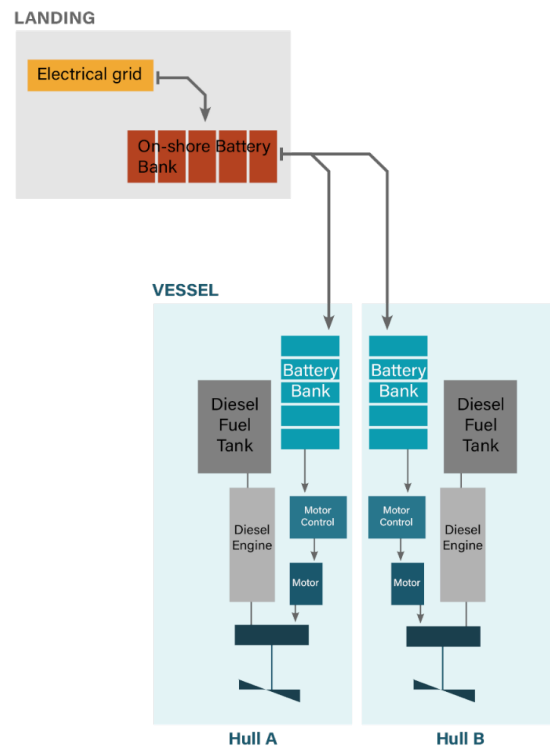 LANDING
Electrical grid
On-shore Battery
Bank
VESSEL
Battery
Bank
Diesel
Fuel
Tank
Motor
Control
Diesel
Engine
Motor
Battery
Bank
Diesel
Fuel
Tank
Motor
Control
Diesel
Engine
Motor
Hull A
Hull B